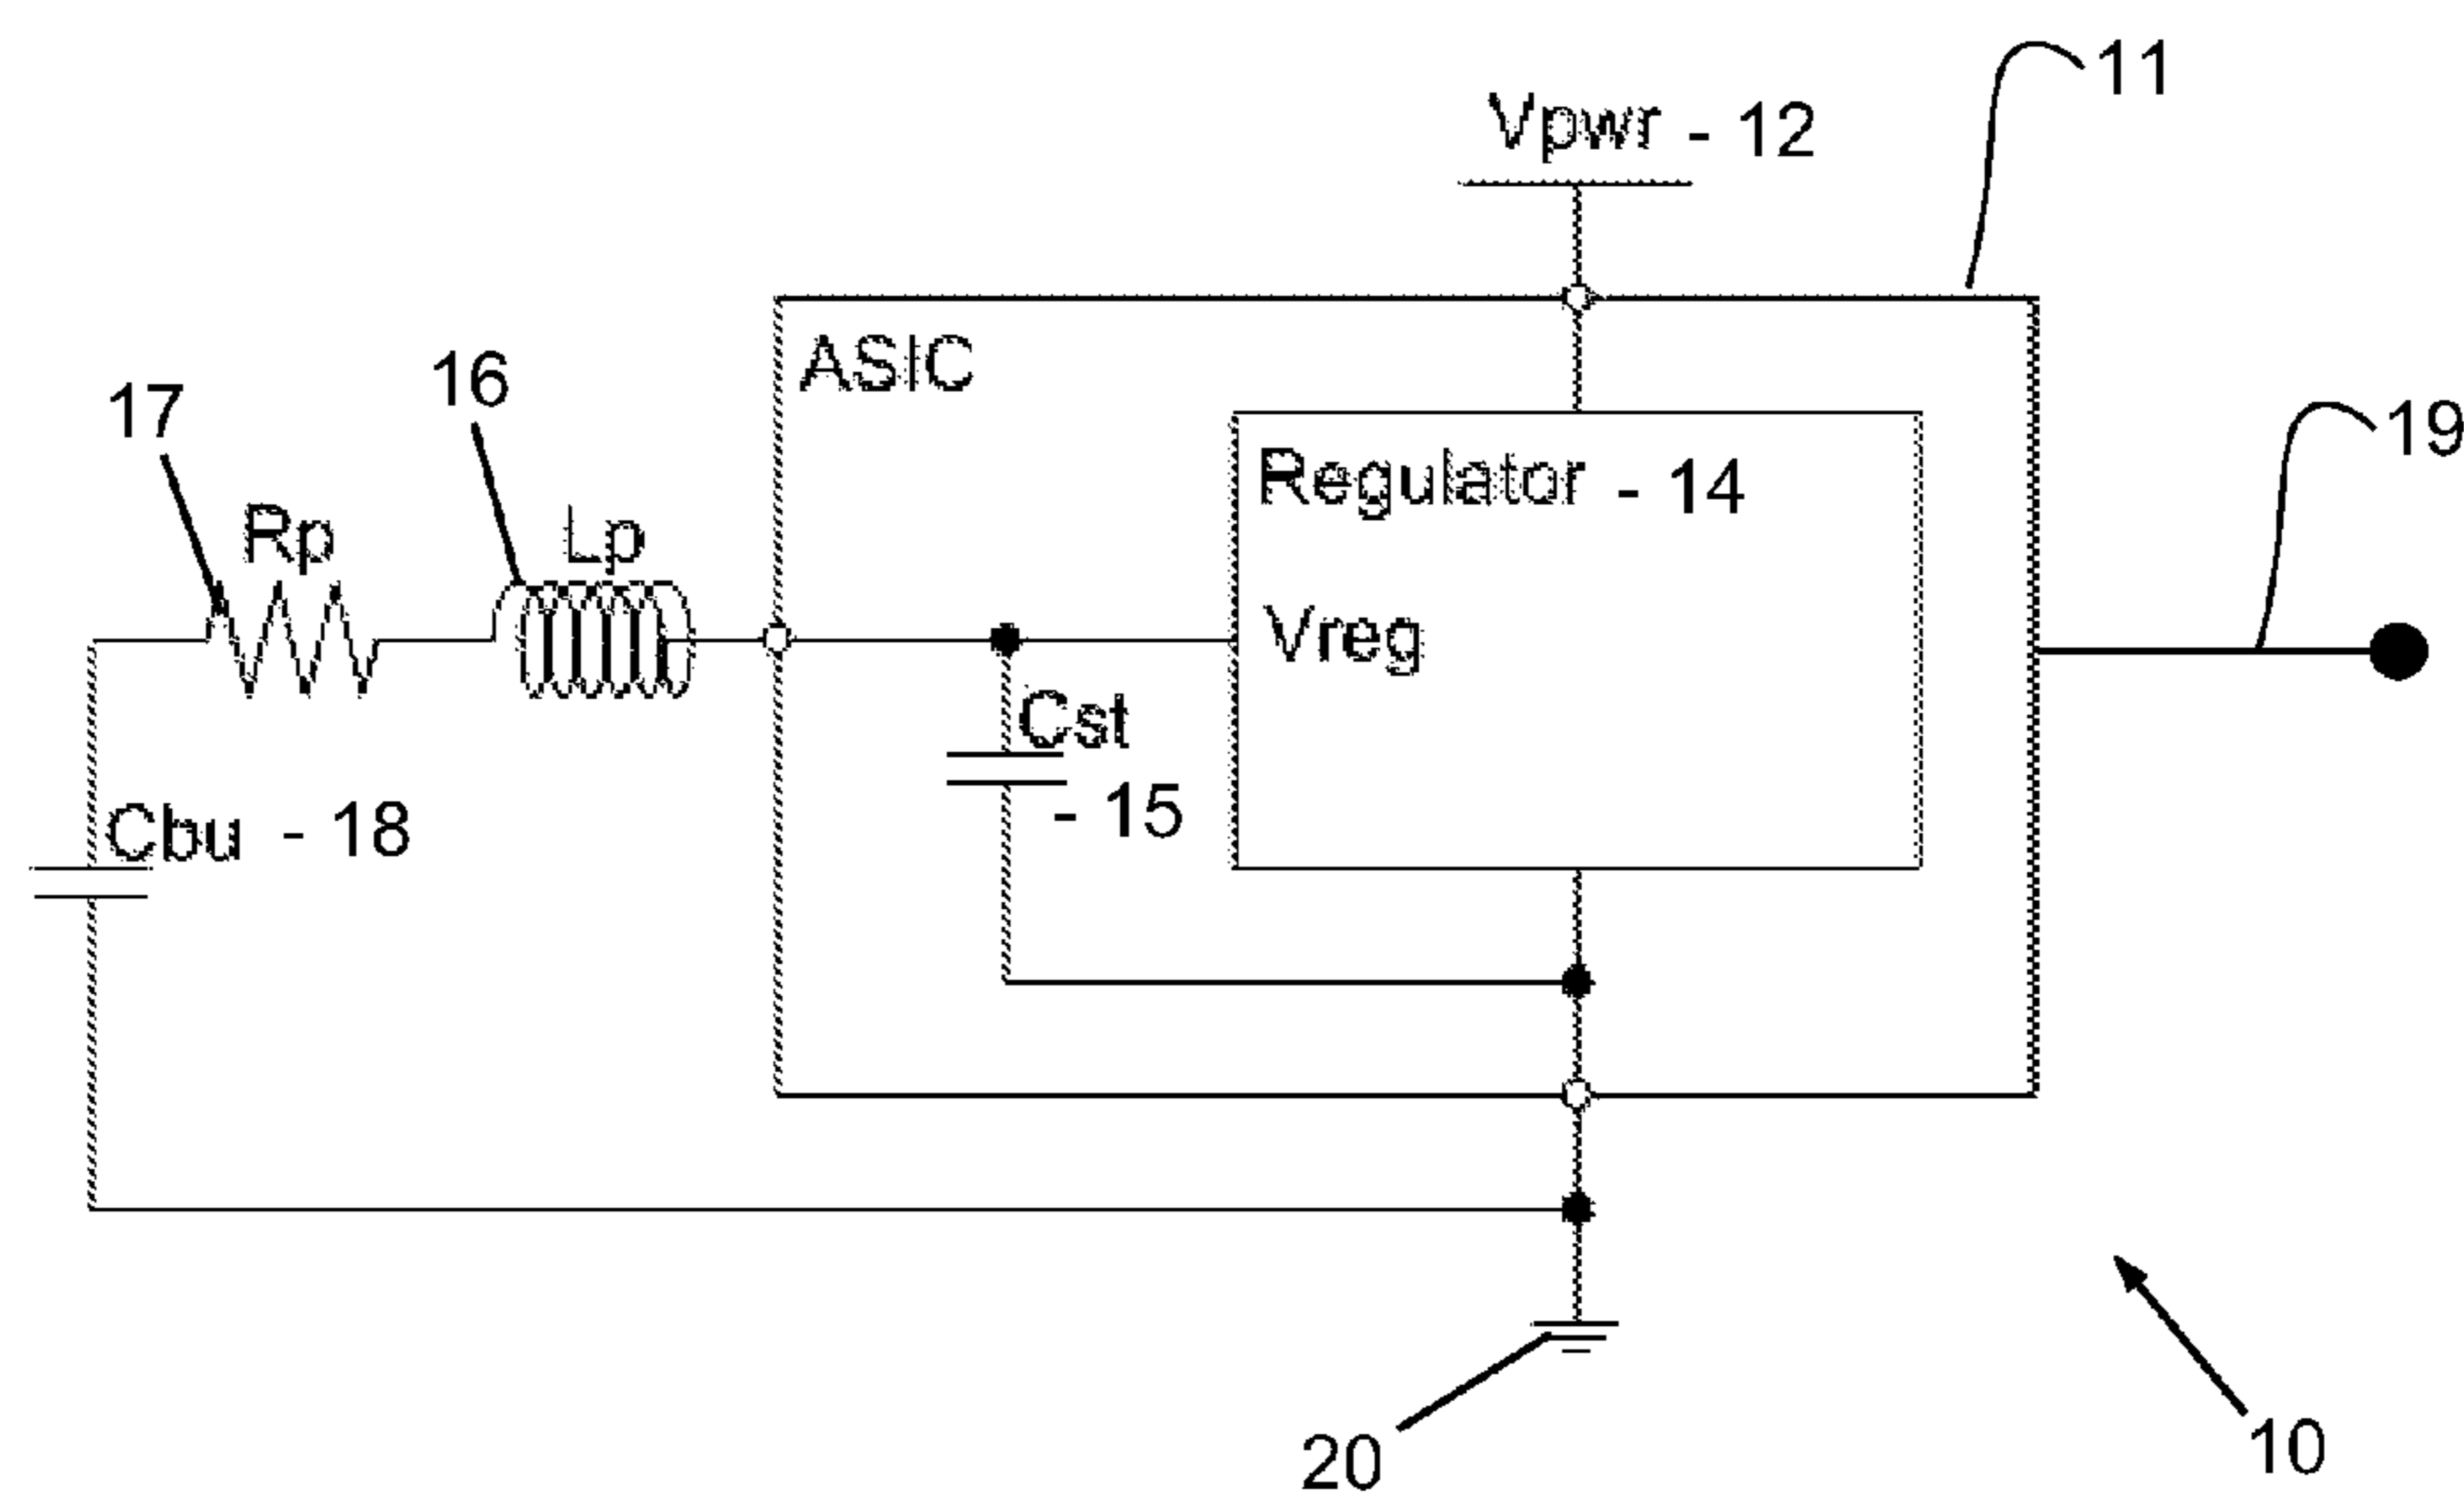 11
Vpwr - 12
ASIC
16
17
19
Regulator - 14
Rp
Lp
Vreg
Cst
- 15
Cbu - 18
20
10